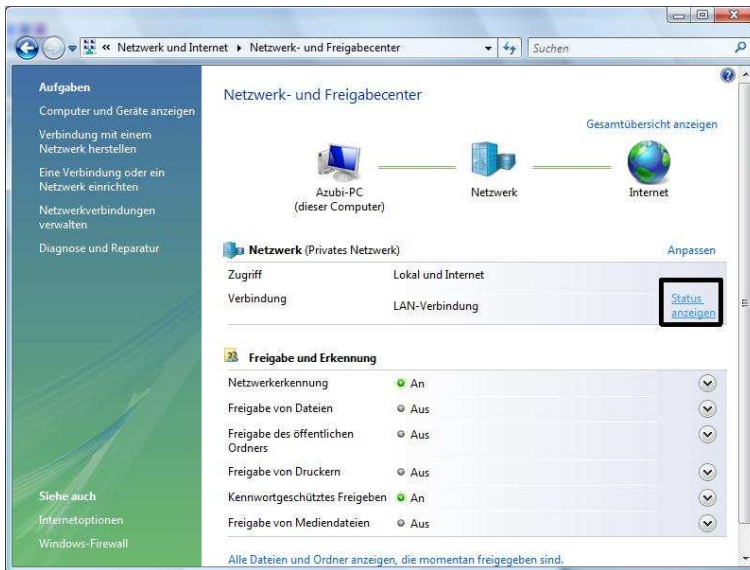 « Netzwerk und Internet ▸ Netzwerk- und Freigabecenter
Suchen
Aufgaben
Computer und Geräte anzeigen
Verbindung mit einem
Netzwerk herstellen
Eine Verbindung oder ein
Netzwerk einrichten
Netzwerkverbindungen
verwalten
Diagnose und Reparatur
Siehe auch
Internetoptionen
Windows-Firewall
Netzwerk- und Freigabecenter
Gesamtübersicht anzeigen
Azubi-PC
(dieser Computer)
Netzwerk
Internet
Netzwerk (Privates Netzwerk)
Anpassen
Zugriff Lokal und Internet
Verbindung LAN-Verbindung
Status
anzeigen
Freigabe und Erkennung
Netzwerkerkennung An
Freigabe von Dateien Aus
Freigabe des öffentlichen Aus
Ordners
Freigabe von Druckern Aus
Kennwortgeschütztes Freigeben An
Freigabe von Mediendateien Aus
Alle Dateien und Ordner anzeigen, die momentan freigegeben sind.